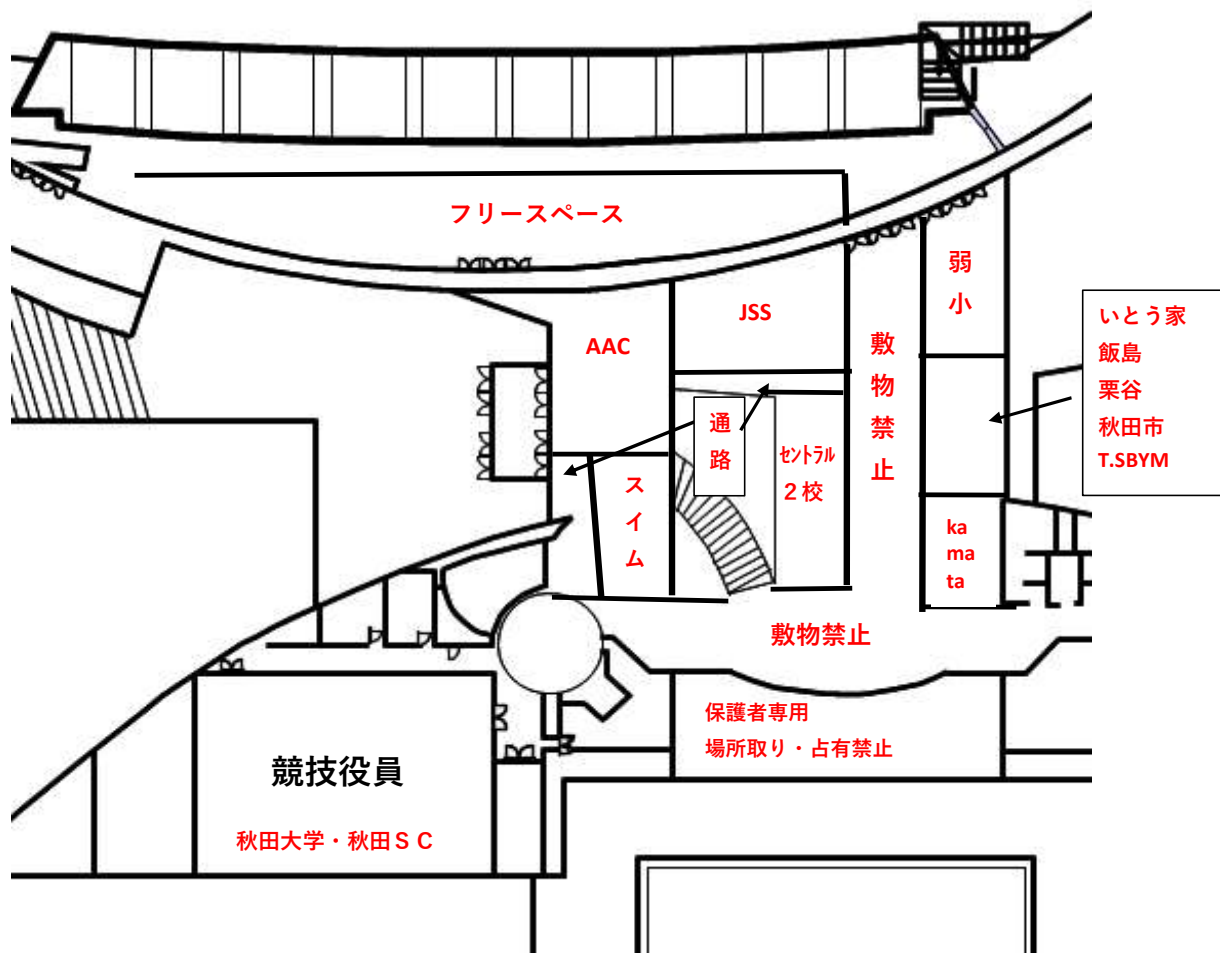 フリースペース
弱
小
JSS
AAC
敷
物
禁
止
いとう家
飯島
栗谷
秋田市
T.SBYM
通
路
ｾﾝﾄﾗﾙ
２校
ス
イ
ム
ka
ma
ta
敷物禁止
保護者専用
場所取り・占有禁止
競技役員
秋田大学・秋田ＳＣ